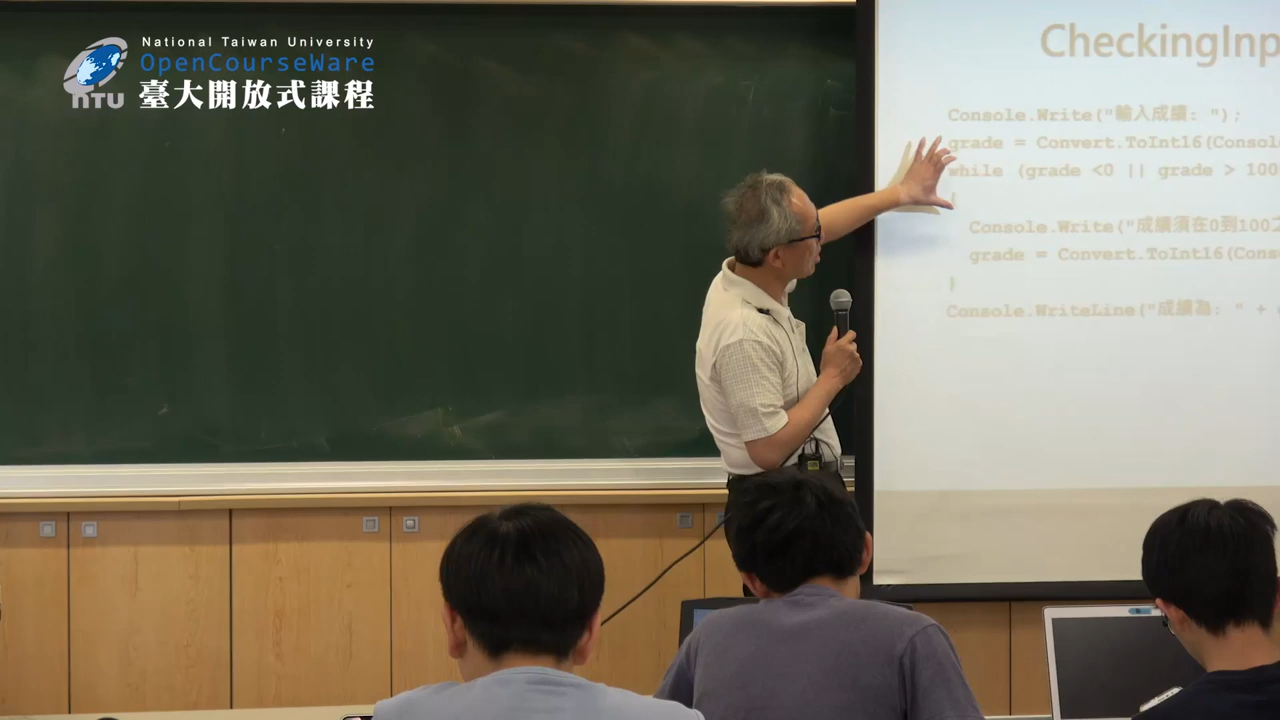 National Taiwan University
OpenCourseWare
臺大開放式課程
nTU
CheckingInp
Console.Write("輸入成績: ");
grade = Convert.ToInt16(Consol
while (grade <0 || grade > 100
{
Console.Write("成績須在0到100之
grade = Convert.ToInt16(Cons
}
Console.WriteLine("成績為: " +